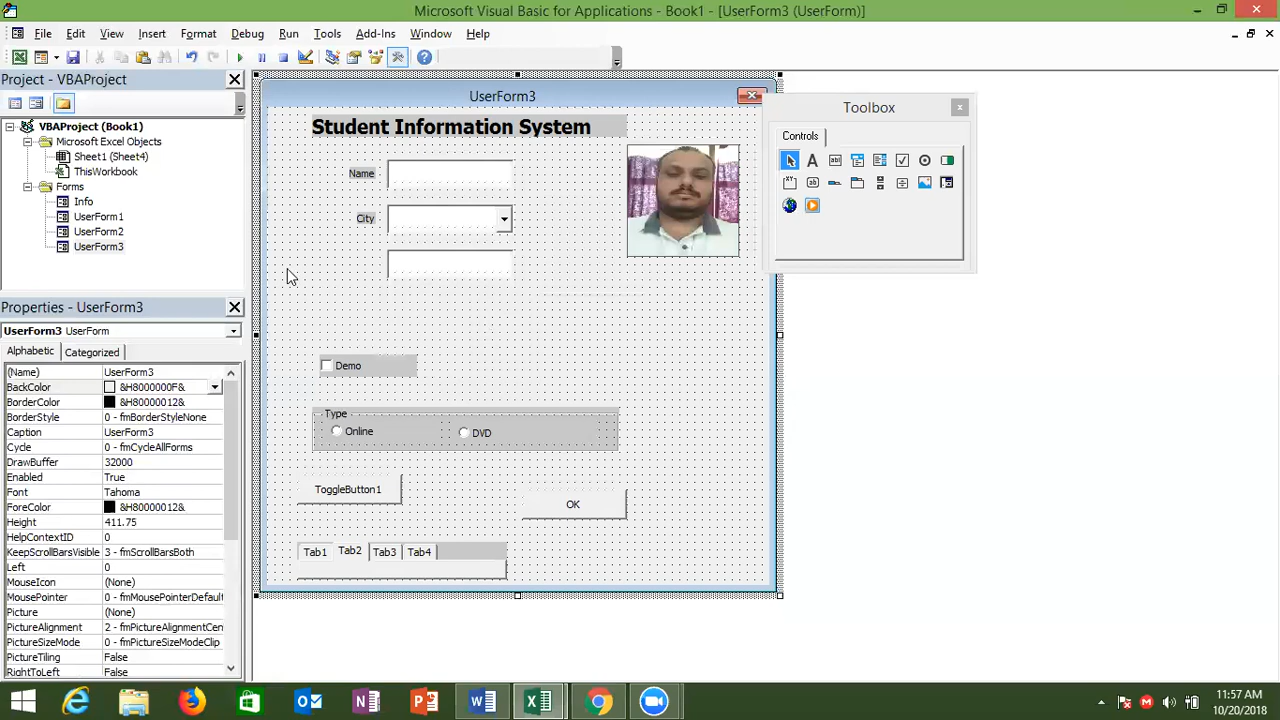 Microsoft Visual Basic for Applications - Book1 - [UserForm3 (UserForm)]
File Edit View Insert Format Debug Run Tools Add-Ins Window Help
Project - VBAProject
VBAProject (Book1)
Microsoft Excel Objects
Sheet1 (Sheet4)
ThisWorkbook
Forms
Info
UserForm1
UserForm2
UserForm3
Properties - UserForm3
UserForm3 UserForm
Alphabetic Categorized
(Name) UserForm3
BackColor &H8000000F&
BorderColor &H80000012&
BorderStyle 0 - fmBorderStyleNone
Caption UserForm3
Cycle 0 - fmCycleAllForms
DrawBuffer 32000
Enabled True
Font Tahoma
ForeColor &H80000012&
Height 411.75
HelpContextID 0
KeepScrollBarsVisible 3 - fmScrollBarsBoth
Left 0
MouseIcon (None)
MousePointer 0 - fmMousePointerDefault
Picture (None)
PictureAlignment 2 - fmPictureAlignmentCen
PictureSizeMode 0 - fmPictureSizeModeClip
PictureTiling False
RightToLeft False
UserForm3
Student Information System
Name
City
Demo
Type
Online DVD
ToggleButton1
OK
Tab1 Tab2 Tab3 Tab4
Toolbox
Controls
11:57 AM
10/20/2018